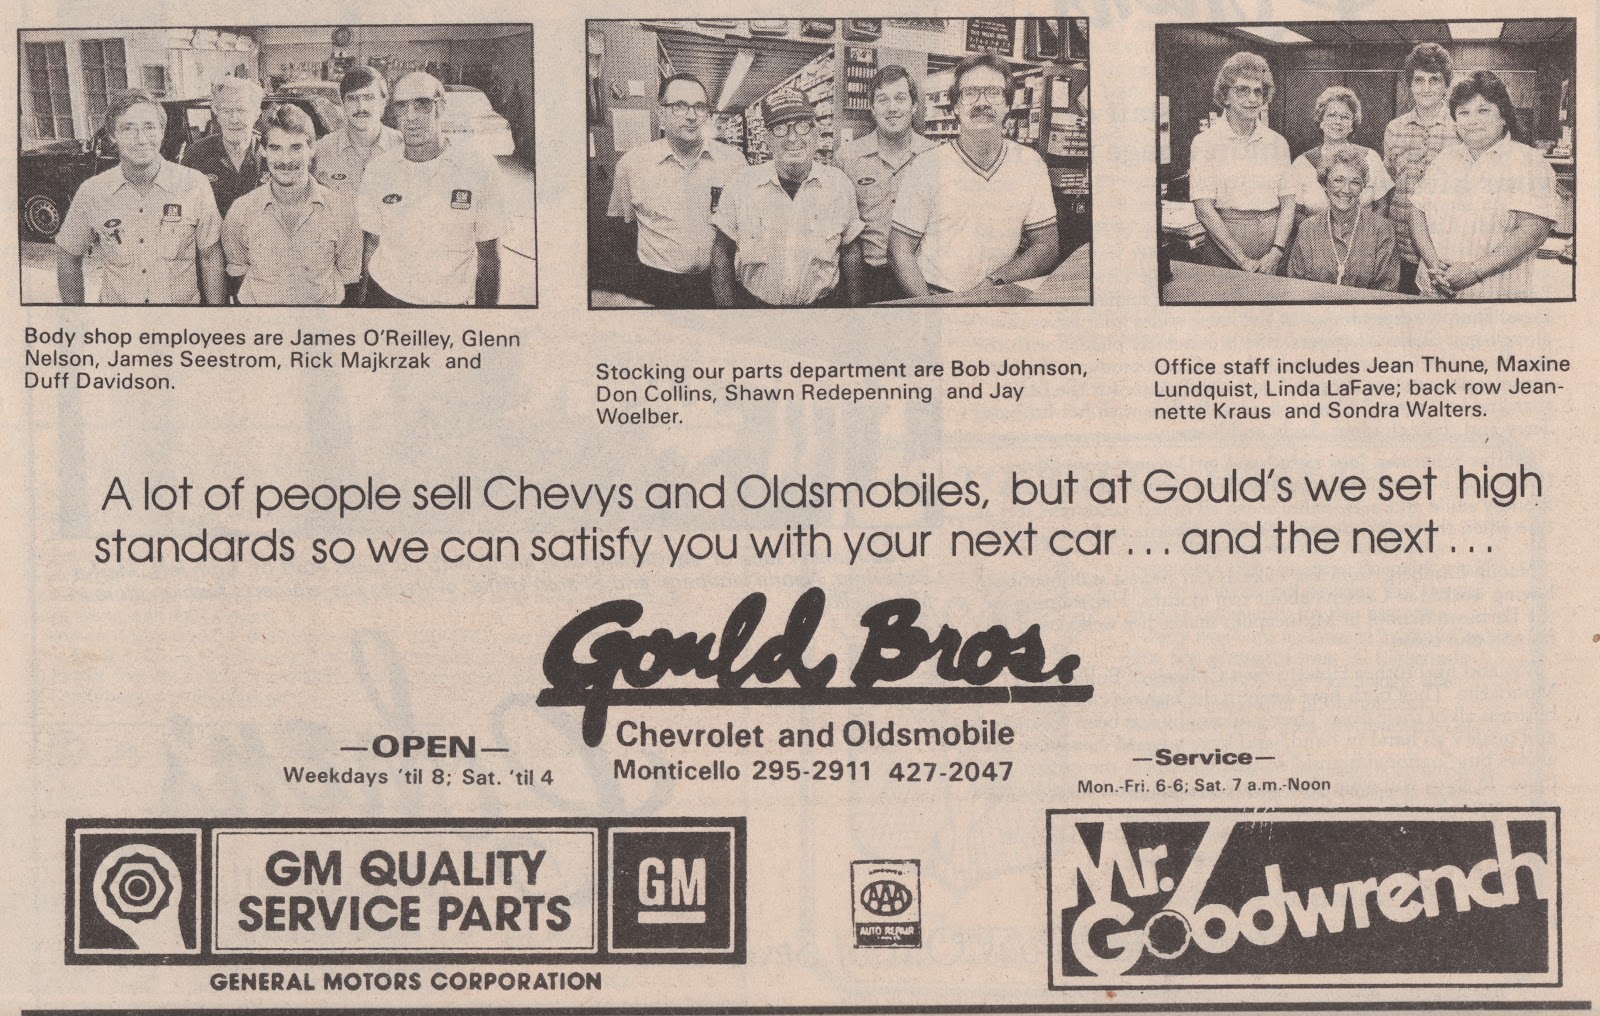 Body shop employees are James O'Reilley, Glenn
Nelson, James Seestrom, Rick Majkrzak and
Duff Davidson.
Stocking our parts department are Bob Johnson,
Don Collins, Shawn Redepenning and Jay
Woelber.
Office staff includes Jean Thune, Maxine
Lundquist, Linda LaFave; back row Jean-
nette Kraus and Sondra Walters.
A lot of people sell Chevys and Oldsmobiles, but at Gould's we set high
standards so we can satisfy you with your next car . . . and the next . . .
Gould Bros.
Chevrolet and Oldsmobile
Monticello 295-2911 427-2047
—OPEN—
Weekdays 'til 8; Sat. 'til 4
—Service—
Mon.-Fri. 6-6; Sat. 7 a.m.-Noon
GM QUALITY
SERVICE PARTS
GM
GENERAL MOTORS CORPORATION
AAA
AUTO REPAIR
Mr.
Goodwrench